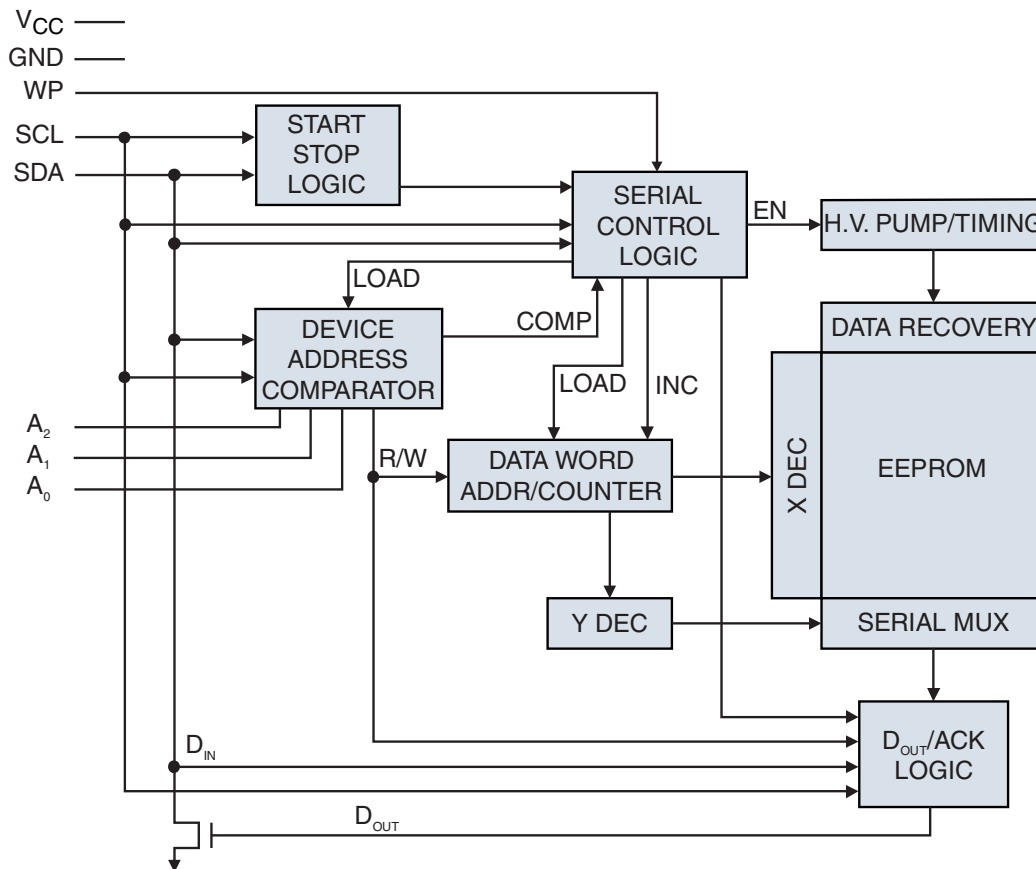 VCC
GND
WP
SCL
SDA
START
STOP
LOGIC
SERIAL
CONTROL
LOGIC
EN
H.V. PUMP/TIMING
LOAD
COMP
DEVICE
ADDRESS
COMPARATOR
DATA RECOVERY
LOAD
INC
A2
A1
A0
R/W
DATA WORD
ADDR/COUNTER
X DEC
EEPROM
Y DEC
SERIAL MUX
DIN
DOUT/ACK
LOGIC
DOUT